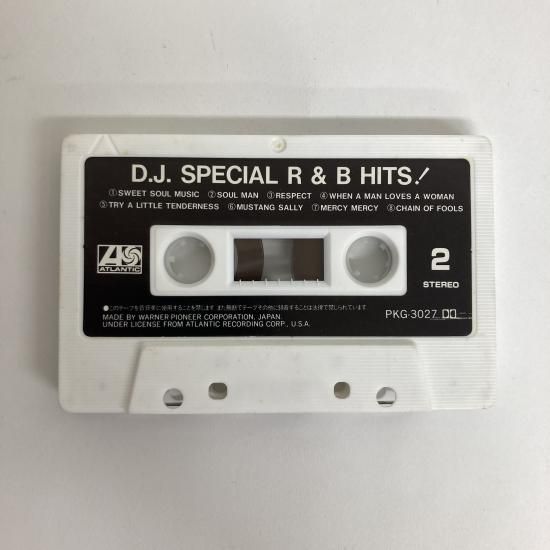 D.J. SPECIAL R & B HITS!
①SWEET SOUL MUSIC ②SOUL MAN ③RESPECT ④WHEN A MAN LOVES A WOMAN
⑤TRY A LITTLE TENDERNESS ⑥MUSTANG SALLY ⑦MERCY MERCY ⑧CHAIN OF FOOLS
ATLANTIC
2
STEREO
MADE BY WARNER PIONEER CORPORATION, JAPAN.
UNDER LICENSE FROM ATLANTIC RECORDING CORP., U.S.A.
PKG-3027